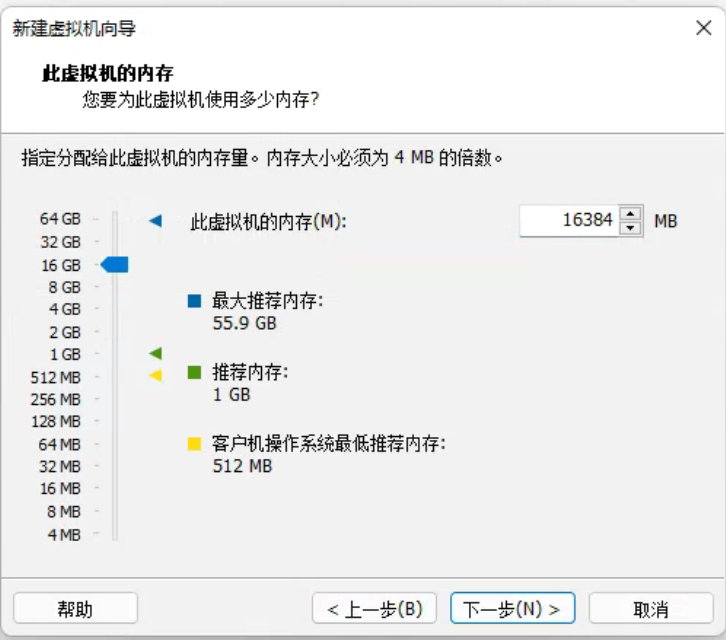 新建虚拟机向导
此虚拟机的内存
您要为此虚拟机使用多少内存?
指定分配给此虚拟机的内存量。内存大小必须为 4 MB 的倍数。
64 GB
32 GB
16 GB
8 GB
4 GB
2 GB
1 GB
512 MB
256 MB
128 MB
64 MB
32 MB
16 MB
8 MB
4 MB
此虚拟机的内存(M): 16384 MB
最大推荐内存:
55.9 GB
推荐内存:
1 GB
客户机操作系统最低推荐内存:
512 MB
帮助 < 上一步(B) 下一步(N) > 取消